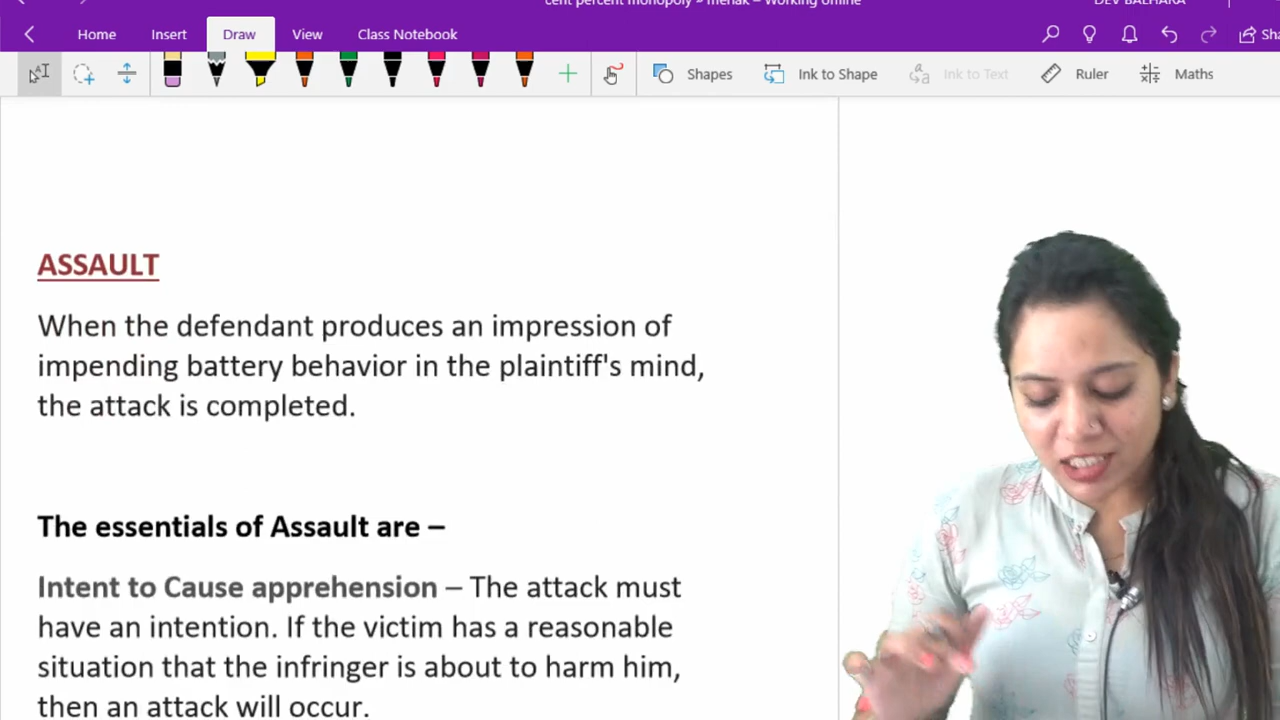 Home Insert Draw View Class Notebook
Shapes Ink to Shape Ink to Text Ruler Maths
ASSAULT
When the defendant produces an impression of
impending battery behavior in the plaintiff's mind,
the attack is completed.
The essentials of Assault are –
Intent to Cause apprehension – The attack must
have an intention. If the victim has a reasonable
situation that the infringer is about to harm him,
then an attack will occur.